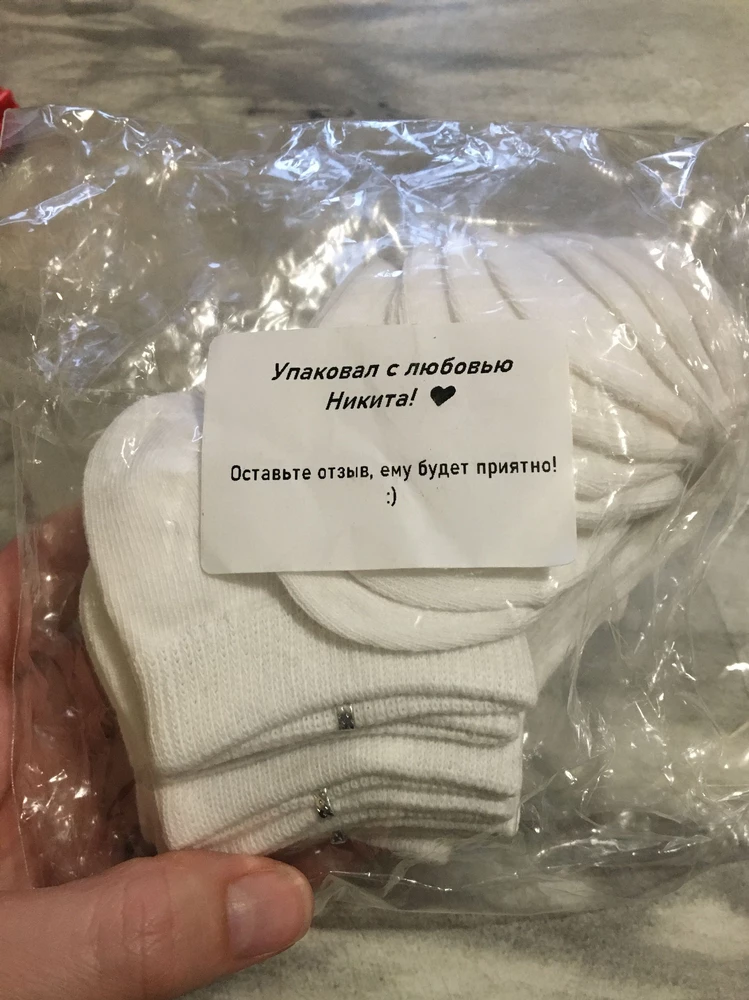 Упаковал с любовью
Никита! ♥
Оставьте отзыв, ему будет приятно!
:)